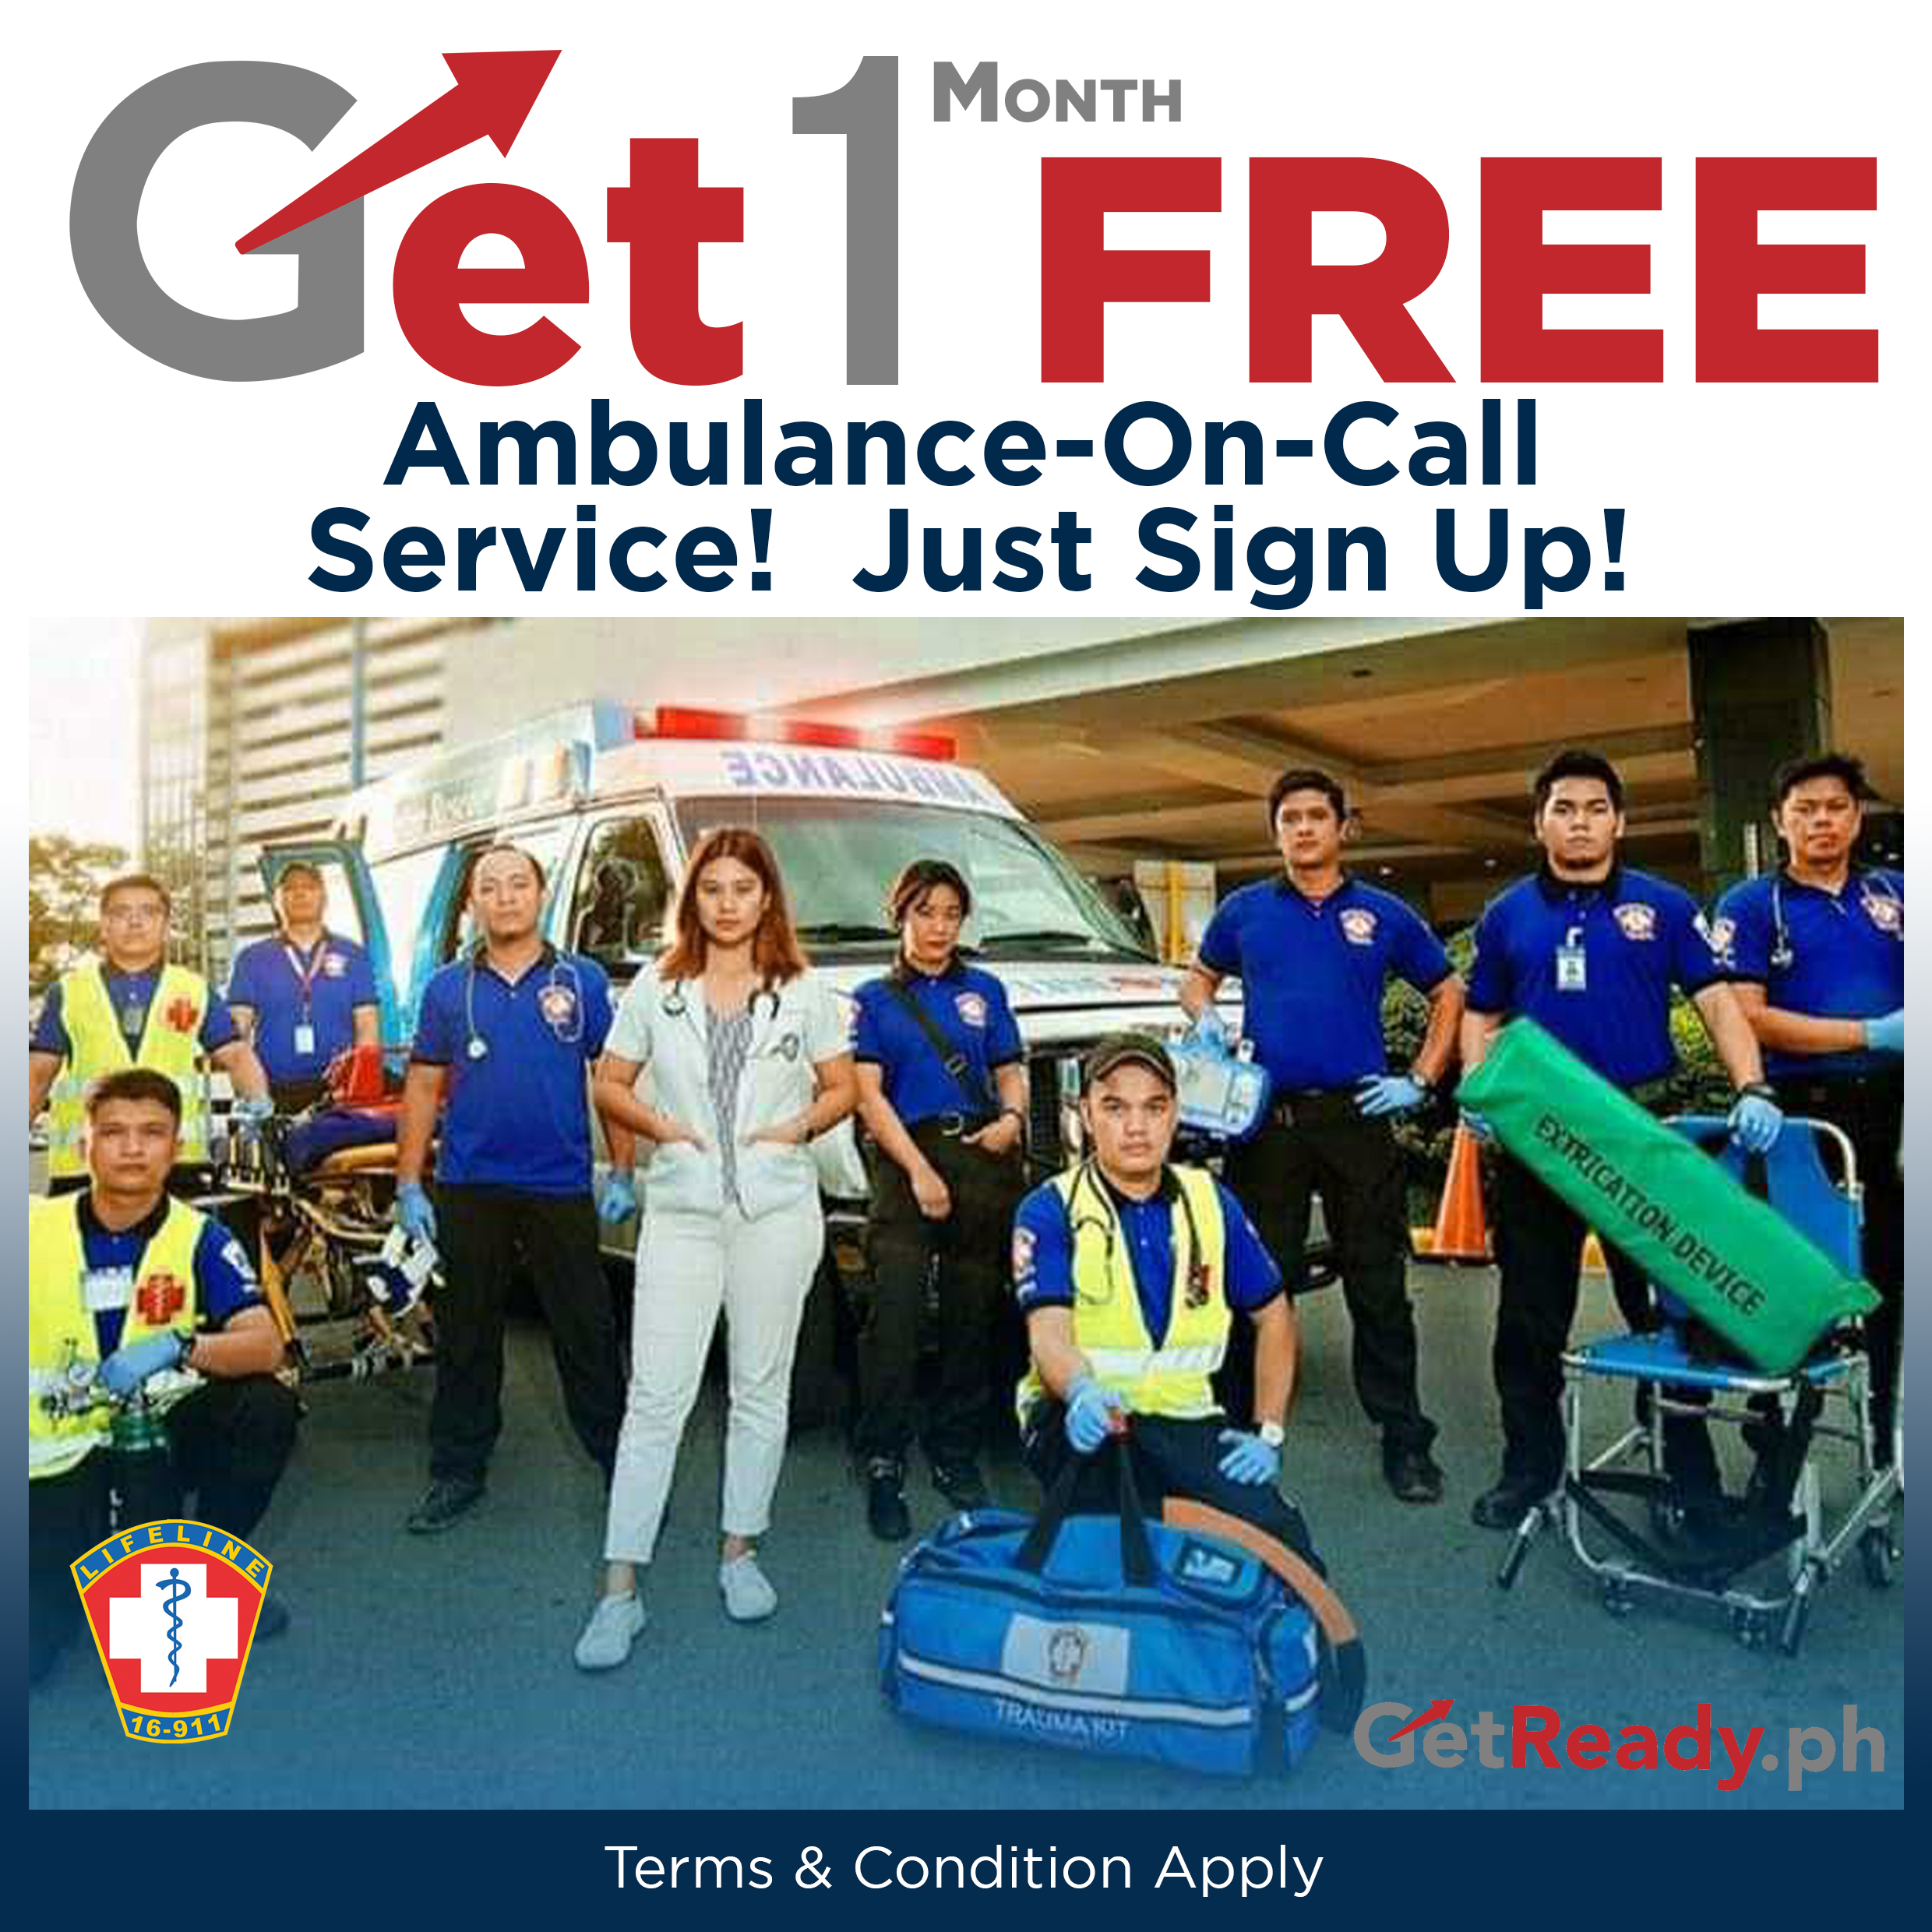 Get 1 MONTH FREE
Ambulance-On-Call
Service! Just Sign Up!
AMBULANCE
EXTRICATION DEVICE
TRAUMA KIT
LIFELINE
16-911
GetReady.ph
Terms & Condition Apply